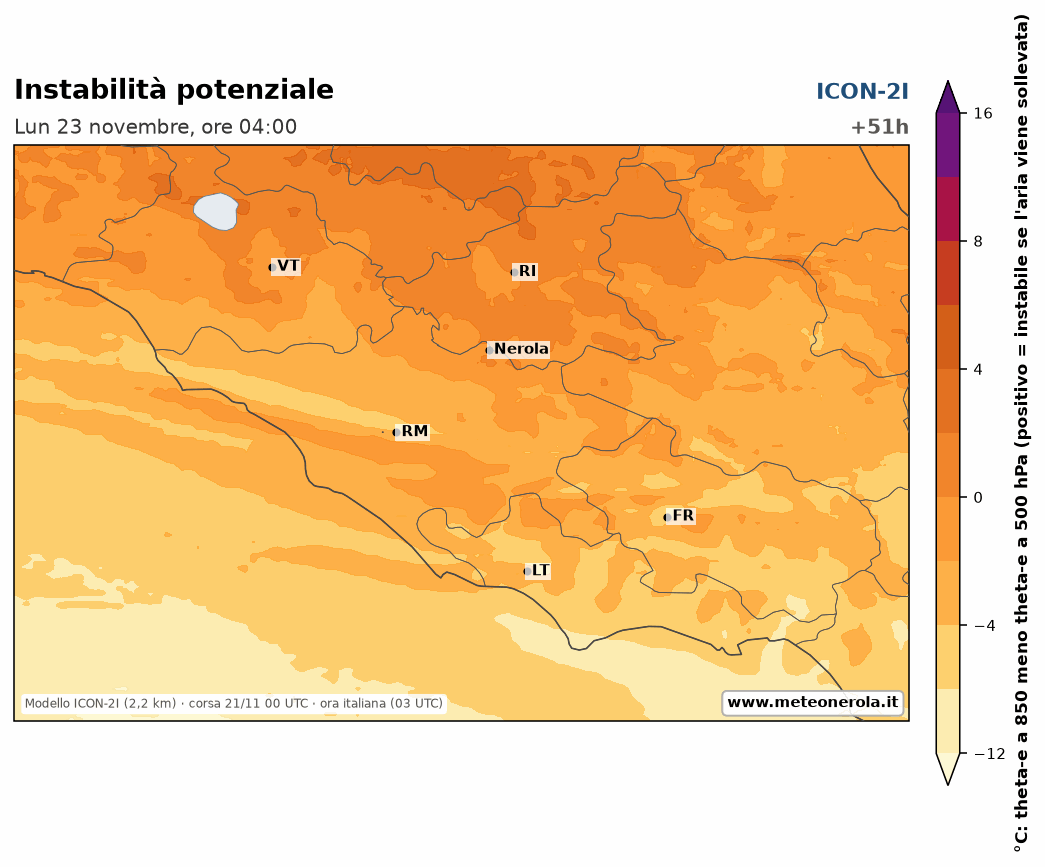 Instabilità potenziale
ICON-2I
Lun 23 novembre, ore 04:00
+51h
VT
RI
Nerola
RM
FR
LT
Modello ICON-2I (2,2 km) · corsa 21/11 00 UTC · ora italiana (03 UTC)
www.meteonerola.it
16
8
4
0
−4
−12
°C: theta-e a 850 meno theta-e a 500 hPa (positivo = instabile se l'aria viene sollevata)